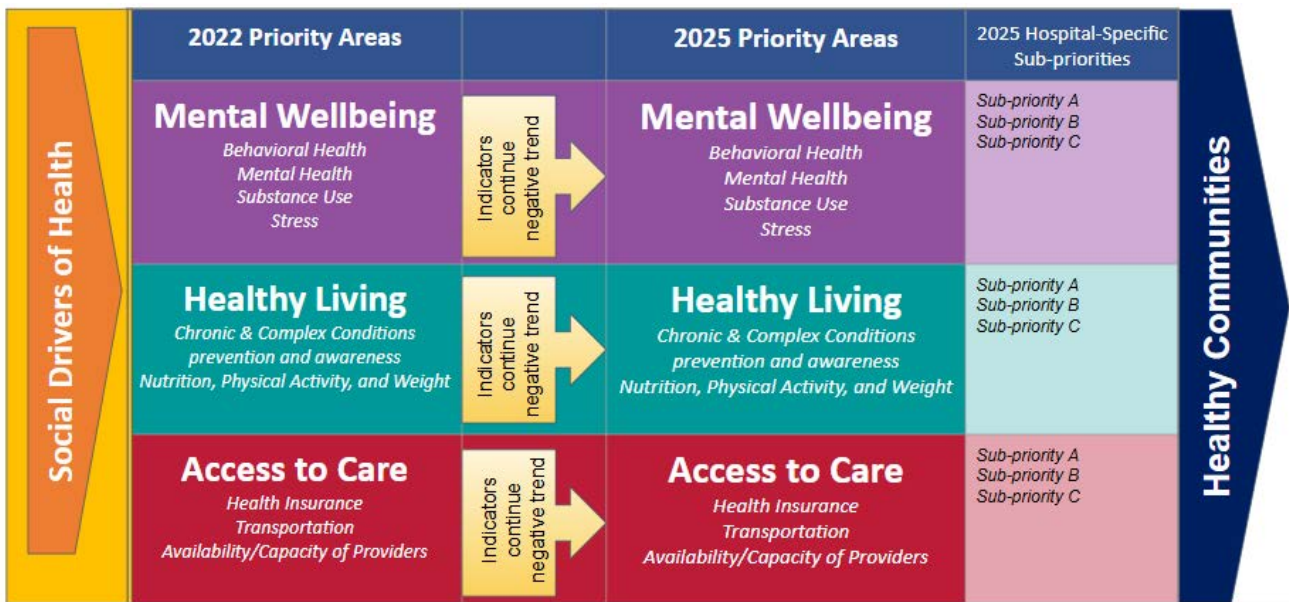 Social Drivers of Health
2022 Priority Areas
2025 Priority Areas
2025 Hospital-Specific
Sub-priorities
Mental Wellbeing
Behavioral Health
Mental Health
Substance Use
Stress
Indicators
continue
negative trend
Mental Wellbeing
Behavioral Health
Mental Health
Substance Use
Stress
Sub-priority A
Sub-priority B
Sub-priority C
Healthy Living
Chronic & Complex Conditions
prevention and awareness
Nutrition, Physical Activity, and Weight
Indicators
continue
negative trend
Healthy Living
Chronic & Complex Conditions
prevention and awareness
Nutrition, Physical Activity, and Weight
Sub-priority A
Sub-priority B
Sub-priority C
Access to Care
Health Insurance
Transportation
Availability/Capacity of Providers
Indicators
continue
negative trend
Access to Care
Health Insurance
Transportation
Availability/Capacity of Providers
Sub-priority A
Sub-priority B
Sub-priority C
Healthy Communities